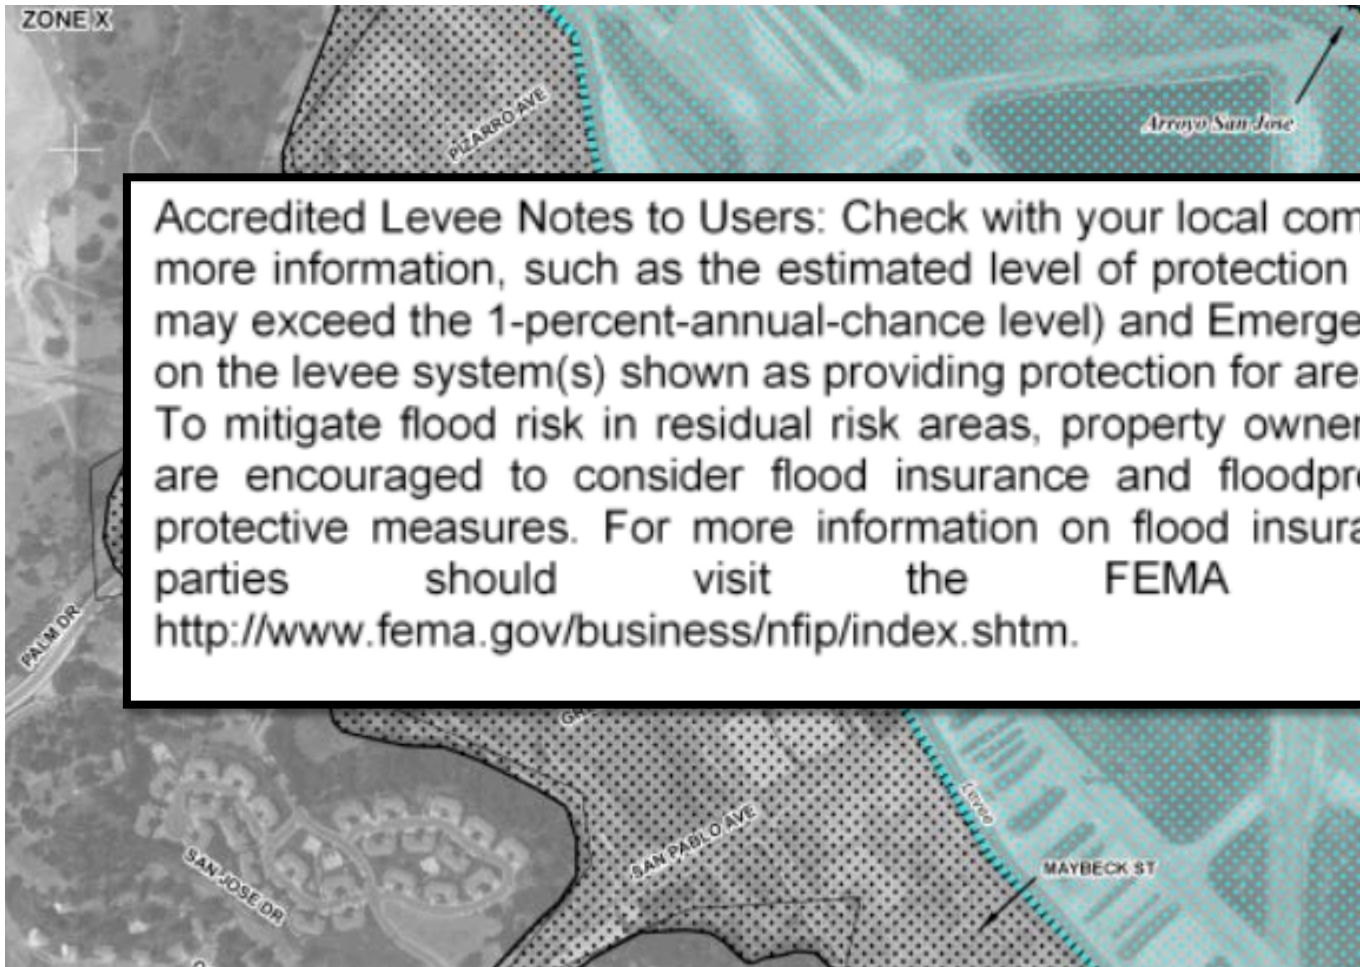 ZONE X
PIZARRO AVE
Arroyo San Jose
Accredited Levee Notes to Users: Check with your local com
more information, such as the estimated level of protection
may exceed the 1-percent-annual-chance level) and Emerge
on the levee system(s) shown as providing protection for are
To mitigate flood risk in residual risk areas, property owner
are encouraged to consider flood insurance and floodpro
protective measures. For more information on flood insura
parties should visit the FEMA
http://www.fema.gov/business/nfip/index.shtm.
PALM DR
Levee
SAN PABLO AVE
MAYBECK ST
SAN JOSE DR